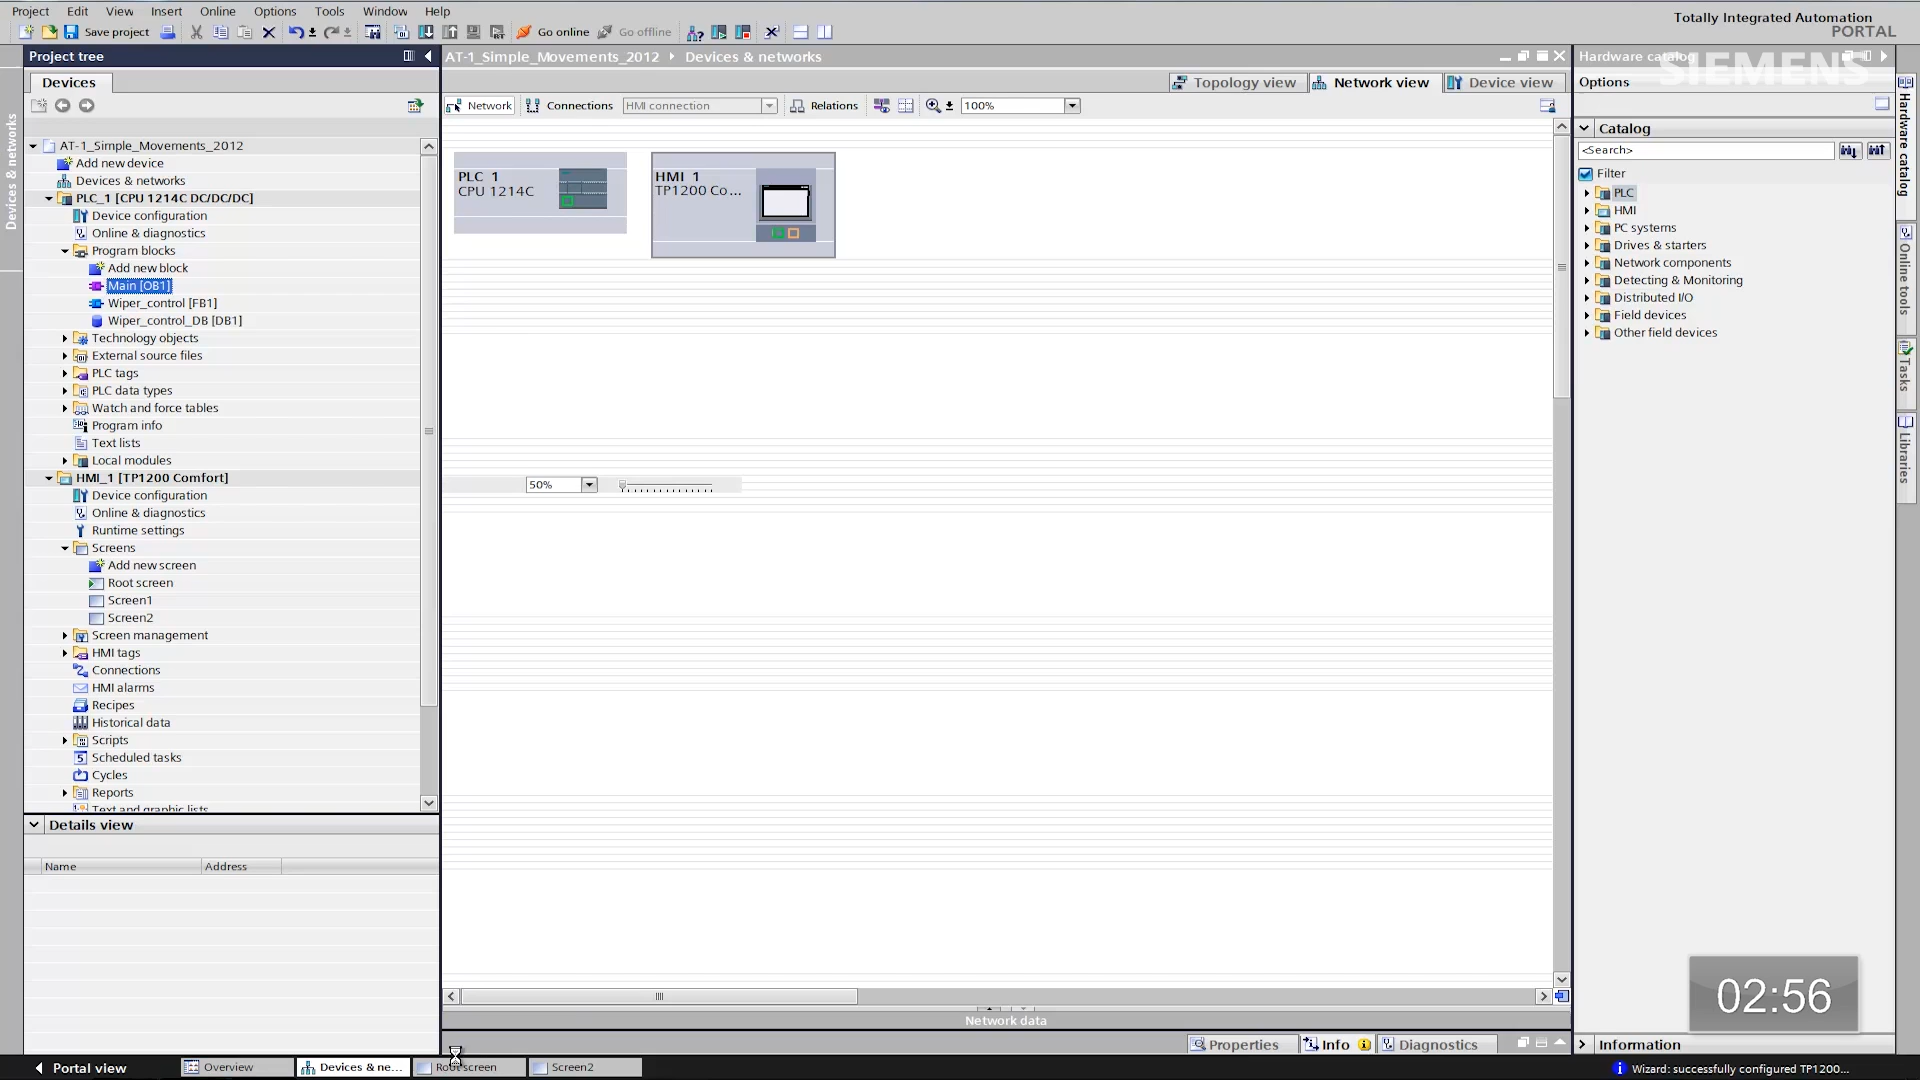 Project Edit View Insert Online Options Tools Window Help
Totally Integrated Automation
PORTAL
Save project Go online Go offline
Project tree
AT-1_Simple_Movements_2012 Devices & networks
Hardware catalog
SIEMENS
Devices
Topology view Network view Device view
Options
Network Connections HMI connection Relations 100%
Devices & networks
Hardware catalog
Online tools
Tasks
Libraries
AT-1_Simple_Movements_2012
Add new device
Devices & networks
PLC_1 [CPU 1214C DC/DC/DC]
Device configuration
Online & diagnostics
Program blocks
Add new block
Main [OB1]
Wiper_control [FB1]
Wiper_control_DB [DB1]
Technology objects
External source files
PLC tags
PLC data types
Watch and force tables
Program info
Text lists
Local modules
HMI_1 [TP1200 Comfort]
Device configuration
Online & diagnostics
Runtime settings
Screens
Add new screen
Root screen
Screen1
Screen2
Screen management
HMI tags
Connections
HMI alarms
Recipes
Historical data
Scripts
Scheduled tasks
Cycles
Reports
Text and graphic lists
Details view
Name Address
PLC_1
CPU 1214C
HMI_1
TP1200 Co...
50%
Catalog
<Search>
Filter
PLC
HMI
PC systems
Drives & starters
Network components
Detecting & Monitoring
Distributed I/O
Field devices
Other field devices
02:56
Network data
Properties Info Diagnostics
Information
Portal view Overview Devices & ne... Root screen Screen2
Wizard: successfully configured TP1200...